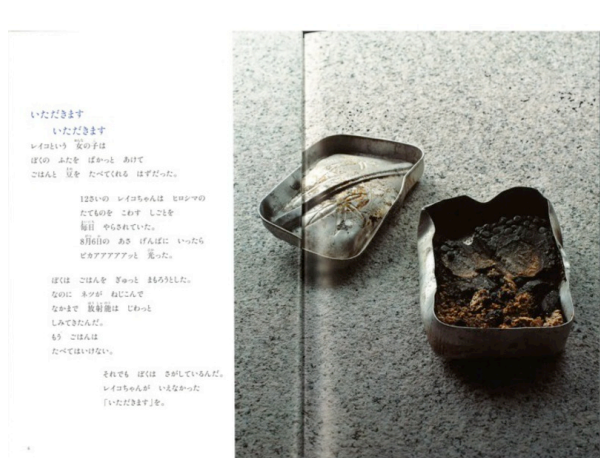 いただきます
いただきます
レイコという 女の子は
ぼくの ふたを ぱかっと あけて
ごはんと 豆を たべてくれる はずだった。
12さいの レイコちゃんは ヒロシマの
たてものを こわす しごとを
毎日 やらされていた。
8月6日の あさ げんばに いったら
ピカアアアアアッと 光った。
ぼくは ごはんを ぎゅっと まもろうとした。
なのに ネツが ねじこんで
なかまで 放射能は じわっと
しみてきたんだ。
もう ごはんは
たべてはいけない。
それでも ぼくは さがしているんだ。
レイコちゃんが いえなかった
「いただきます」を。